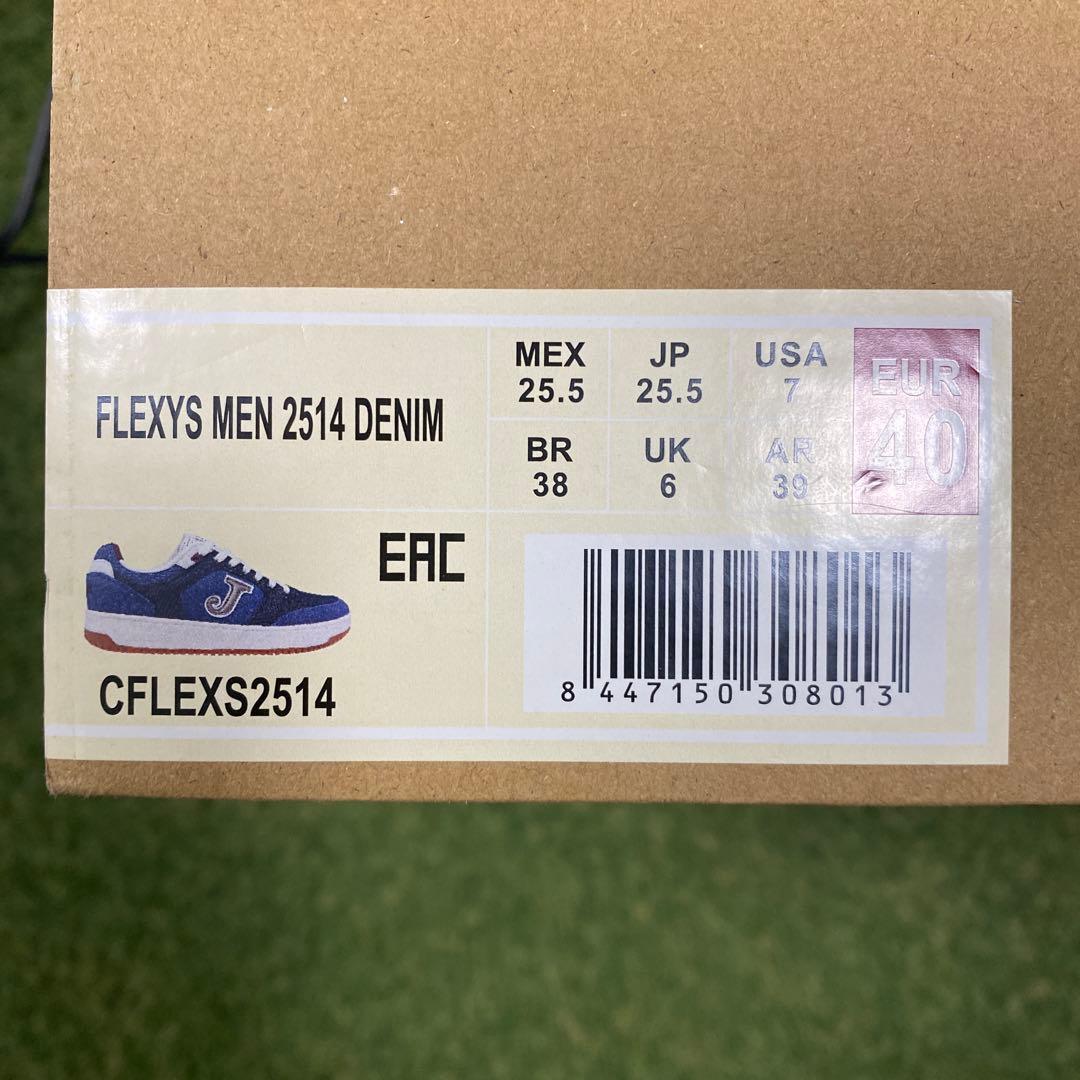 FLEXYS MEN 2514 DENIM
MEX
25.5
JP
25.5
USA
7
EUR
40
BR
38
UK
6
AR
39
J
EAC
CFLEXS2514
8 447150 308013